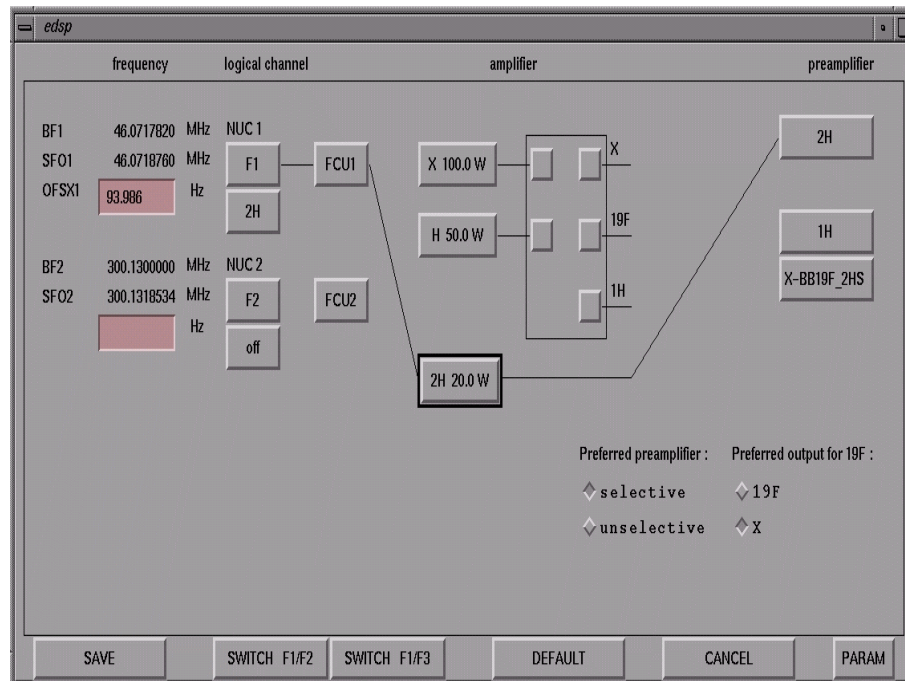 edsp
frequency logical channel amplifier preamplifier
BF1 46.0717820 MHz NUC 1
SFO1 46.0718760 MHz
OFSX1 93.986 Hz
F1 FCU1
2H
X 100.0 W X
H 50.0 W 19F
1H
2H
1H
X-BB19F_2HS
BF2 300.1300000 MHz NUC 2
SFO2 300.1318534 MHz
Hz
F2 FCU2
off
2H 20.0 W
Preferred preamplifier : Preferred output for 19F :
selective 19F
unselective X
SAVE SWITCH F1/F2 SWITCH F1/F3 DEFAULT CANCEL PARAM